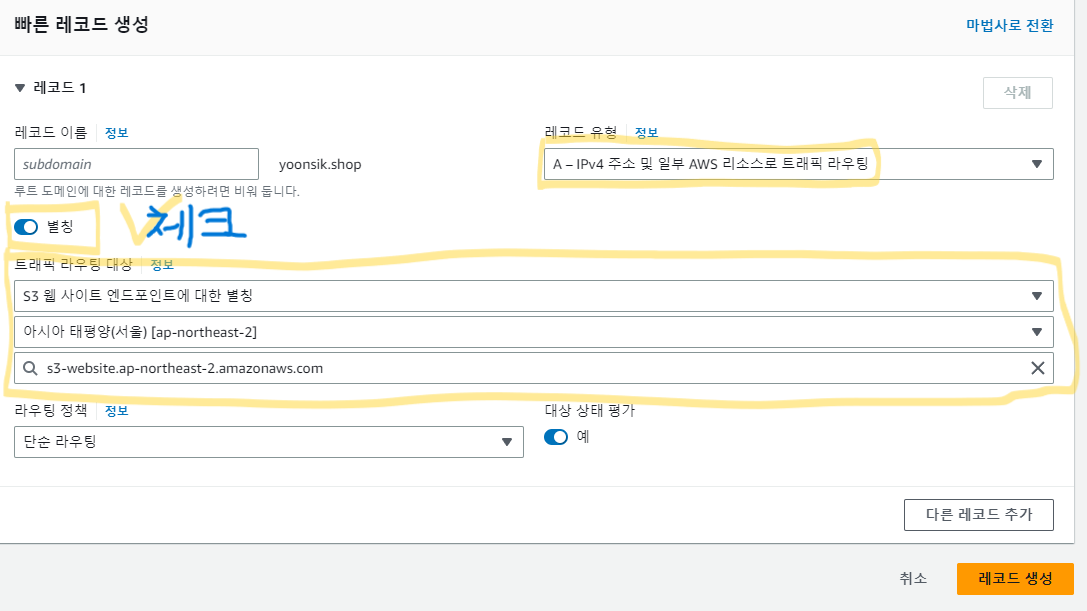 빠른 레코드 생성
마법사로 전환
▼ 레코드 1
삭제
레코드 이름 정보
레코드 유형 정보
subdomain
yoonsik.shop
A – IPv4 주소 및 일부 AWS 리소스로 트래픽 라우팅
루트 도메인에 대한 레코드를 생성하려면 비워 둡니다.
별칭
체크
트래픽 라우팅 대상 정보
S3 웹 사이트 엔드포인트에 대한 별칭
아시아 태평양(서울) [ap-northeast-2]
s3-website.ap-northeast-2.amazonaws.com
라우팅 정책 정보
대상 상태 평가
단순 라우팅
예
다른 레코드 추가
취소
레코드 생성